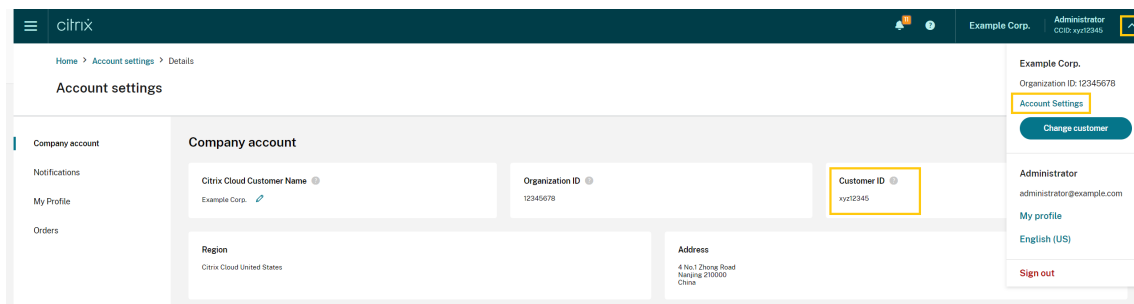 citrix
11
?
Example Corp.
Administrator
CCID: xyz12345
Home > Account settings > Details
Account settings
Example Corp.
Organization ID: 12345678
Account Settings
Change customer
Administrator
administrator@example.com
My profile
English (US)
Sign out
Company account
Notifications
My Profile
Orders
Company account
Citrix Cloud Customer Name ?
Example Corp.
Organization ID ?
12345678
Customer ID ?
xyz12345
Region
Citrix Cloud United States
Address
4 No.1 Zhong Road
Nanjing 210000
China